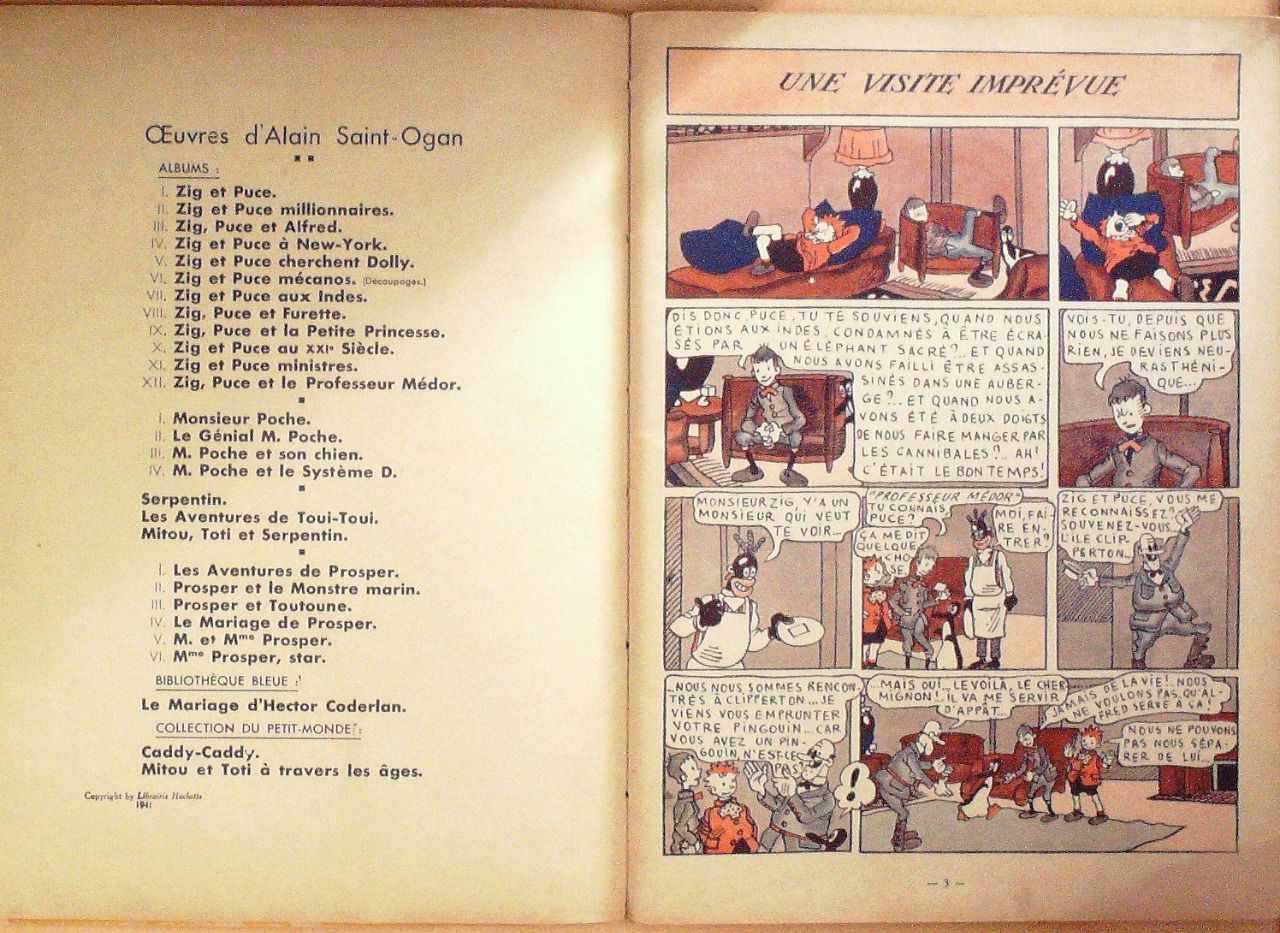 Œuvres d'Alain Saint-Ogan
ALBUMS :
I. Zig et Puce.
II. Zig et Puce millionnaires.
III. Zig, Puce et Alfred.
IV. Zig et Puce à New-York.
V. Zig et Puce cherchent Dolly.
VI. Zig et Puce mécanos. (Découpages.)
VII. Zig et Puce aux Indes.
VIII. Zig, Puce et Furette.
IX. Zig, Puce et la Petite Princesse.
X. Zig et Puce au XXIe Siècle.
XI. Zig et Puce ministres.
XII. Zig, Puce et le Professeur Médor.
I. Monsieur Poche.
II. Le Génial M. Poche.
III. M. Poche et son chien.
IV. M. Poche et le Système D.
Serpentin.
Les Aventures de Toui-Toui.
Mitou, Toti et Serpentin.
I. Les Aventures de Prosper.
II. Prosper et le Monstre marin.
III. Prosper et Toutoune.
IV. Le Mariage de Prosper.
V. M. et Mme Prosper.
VI. Mme Prosper, star.
BIBLIOTHÈQUE BLEUE :
Le Mariage d'Hector Coderlan.
COLLECTION DU PETIT-MONDE :
Caddy-Caddy.
Mitou et Toti à travers les âges.
Copyright by Librairie Hachette
1941
UNE VISITE IMPRÉVUE
DIS DONC, PUCE, TU TE SOUVIENS, QUAND NOUS
ÉTIONS AUX INDES, CONDAMNÉS À ÊTRE ÉCRA-
SÉS PAR UN ÉLÉPHANT SACRÉ?.. ET QUAND
NOUS AVONS FAILLI ÊTRE ASSAS-
SINÉS DANS UNE AUBER-
GE?.. ET QUAND NOUS A-
VONS ÉTÉ À DEUX DOIGTS
DE NOUS FAIRE MANGER PAR
LES CANNIBALES?.. AH!
C'ÉTAIT LE BON TEMPS!
VOIS-TU, DEPUIS QUE
NOUS NE FAISONS PLUS
RIEN, JE DEVIENS NEU-
RASTHÉNI-
QUE...
MONSIEUR ZIG, Y'A UN
MONSIEUR QUI VEUT
TE VOIR...
"PROFESSEUR MÉDOR"
TU CONNAIS,
PUCE?
ÇA ME DIT
QUELQUE
CHO-
SE.
MOI, FAI
RE EN-
TRER?
ZIG ET PUCE, VOUS ME
RECONNAISSEZ?
SOUVENEZ-VOUS...
L'ÎLE CLIP-
PERTON...
...NOUS NOUS SOMMES RENCON-
TRÉS À CLIPPERTON... JE
VIENS VOUS EMPRUNTER
VOTRE PINGOUIN... CAR
VOUS AVEZ UN PIN-
GOUIN, N'EST-CE
PAS?
...MAIS OUI... LE VOILÀ, LE CHER
MIGNON!.. IL VA ME SERVIR
D'APPÂT...
JAMAIS DE LA VIE!.. NOUS
NE VOULONS PAS QU'AL-
FRED SERVE À ÇA!
NOUS NE POUVONS
PAS NOUS SÉPA-
RER DE LUI...
— 3 —